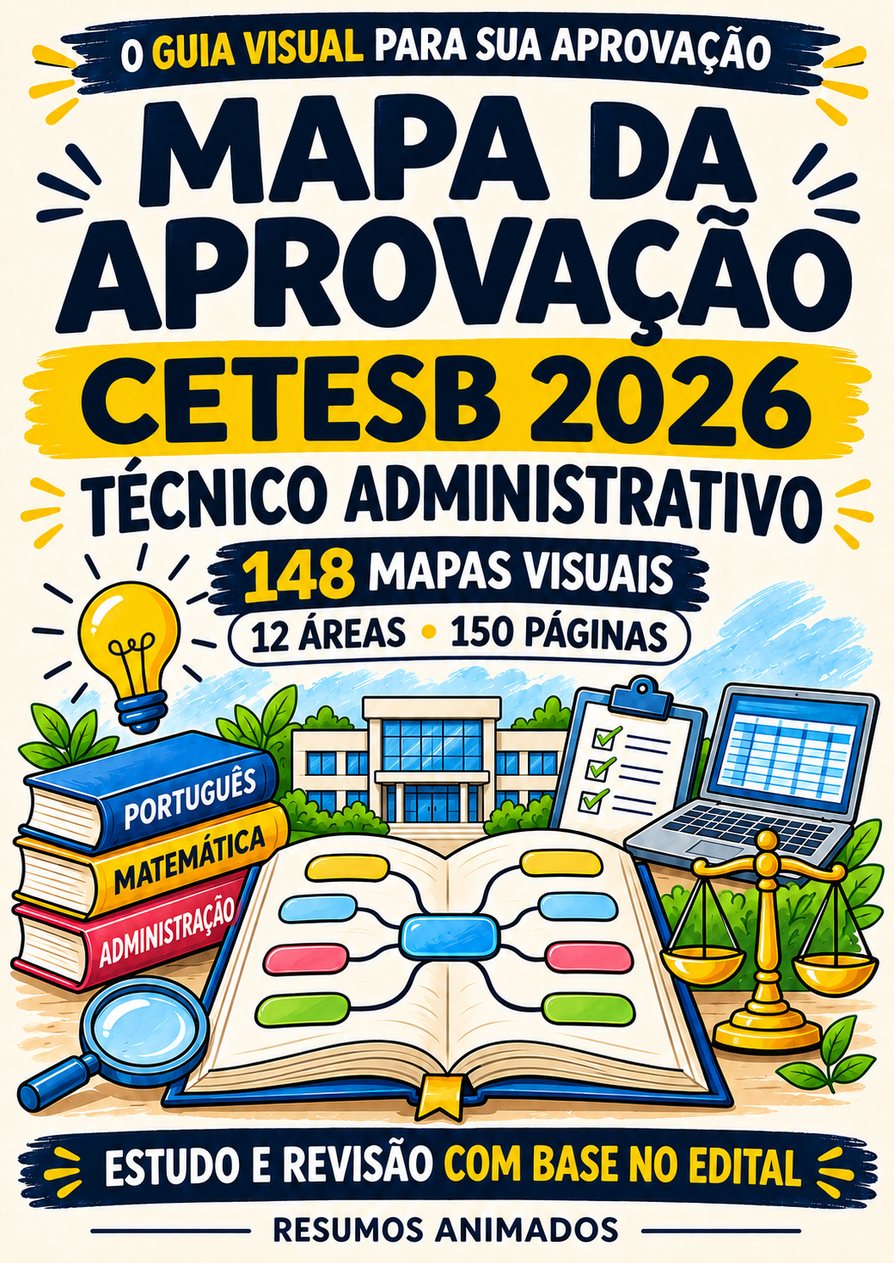 O GUIA VISUAL PARA SUA APROVAÇÃO
MAPA DA
APROVAÇÃO
CETESB 2026
TÉCNICO ADMINISTRATIVO
148 MAPAS VISUAIS
12 ÁREAS • 150 PÁGINAS
PORTUGUÊS
MATEMÁTICA
ADMINISTRAÇÃO
ESTUDO E REVISÃO COM BASE NO EDITAL
RESUMOS ANIMADOS